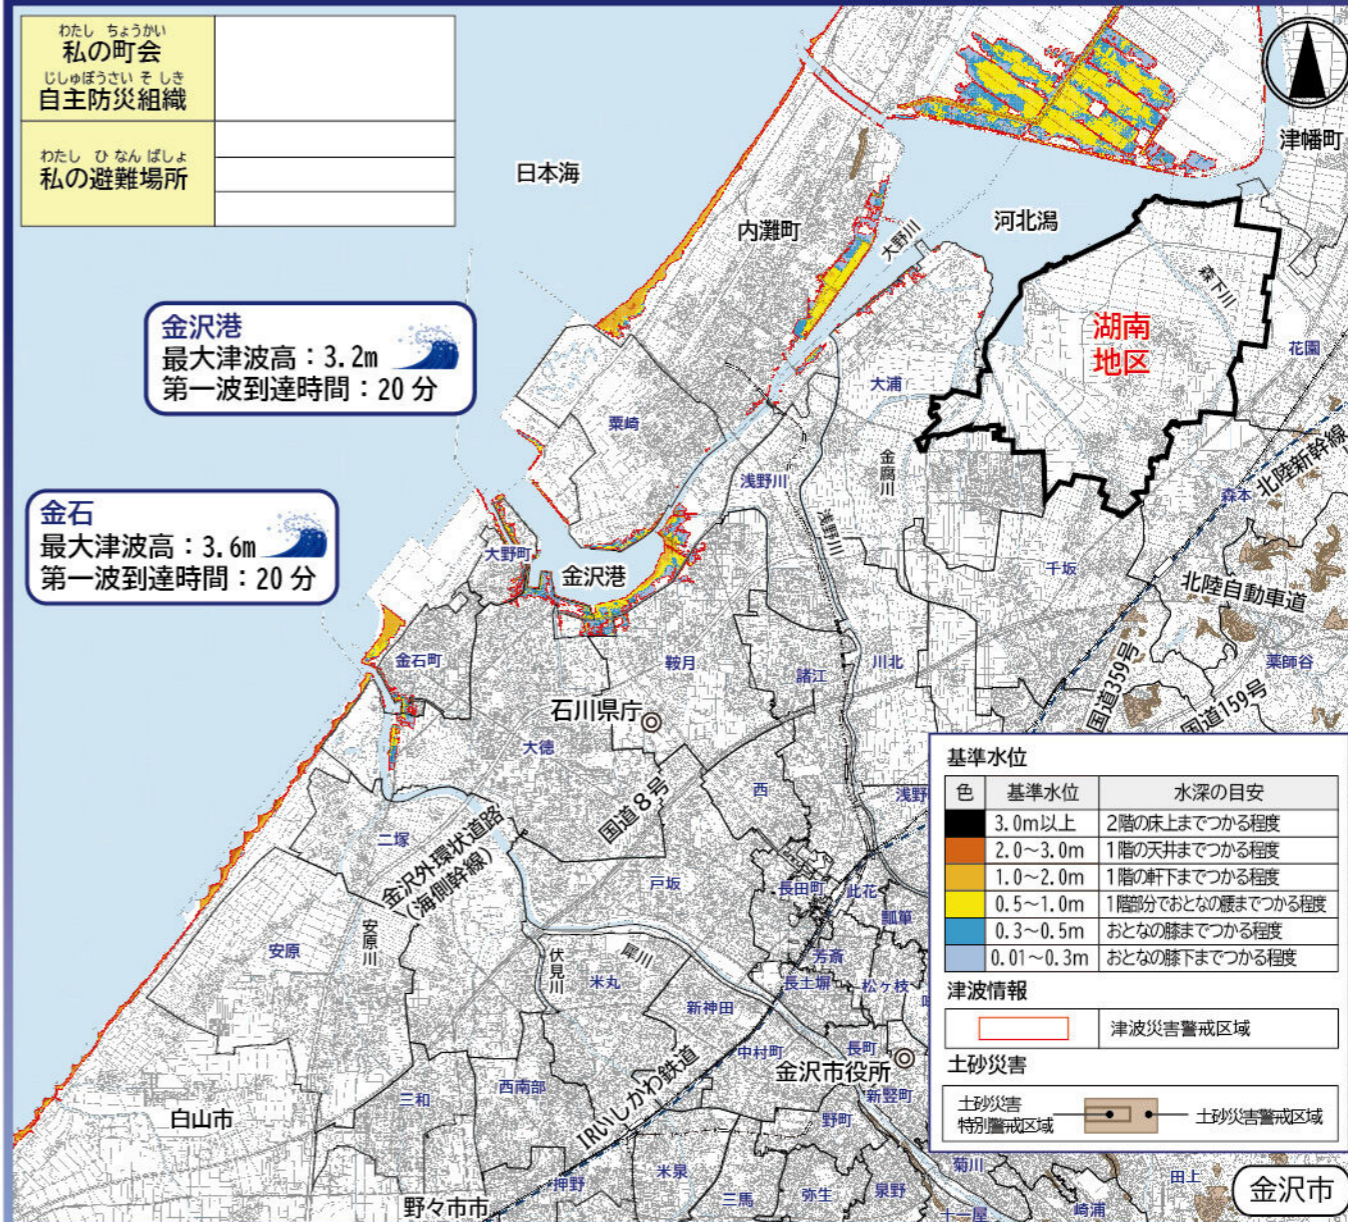 わたし ちょうかい
私の町会
じしゅぼうさい そ しき
自主防災組織
わたし ひ なん ばしょ
私の避難場所
日本海
津幡町
内灘町
大野川
河北潟
森下川
湖南
地区
花園
金沢港
最大津波高：3.2m
第一波到達時間：20分
粟崎
大浦
金腐川
浅野川
浅野川
北陸新幹線
森本
金石
最大津波高：3.6m
第一波到達時間：20分
大野町
金沢港
千坂
北陸自動車道
金石町
鞍月
諸江
川北
薬師谷
国道359号
国道159号
石川県庁
大徳
西
浅野
国道8号
二塚
金沢外環状道路
（海側幹線）
戸坂
長田町
此花
瓢箪
安原
安原川
伏見川
犀川
米丸
芳斎
長土塀
松ヶ枝
新神田
中村町
長町
金沢市役所
新竪町
西南部
三和
IRいしかわ鉄道
野町
白山市
米泉
押野
三馬
弥生
泉野
菊川
田上
野々市市
十一屋
崎浦
基準水位
色 基準水位 水深の目安
3.0m以上 2階の床上までつかる程度
2.0～3.0m 1階の天井までつかる程度
1.0～2.0m 1階の軒下までつかる程度
0.5～1.0m 1階部分でおとなの腰までつかる程度
0.3～0.5m おとなの膝までつかる程度
0.01～0.3m おとなの膝下までつかる程度
津波情報
津波災害警戒区域
土砂災害
土砂災害
特別警戒区域
土砂災害警戒区域
金沢市